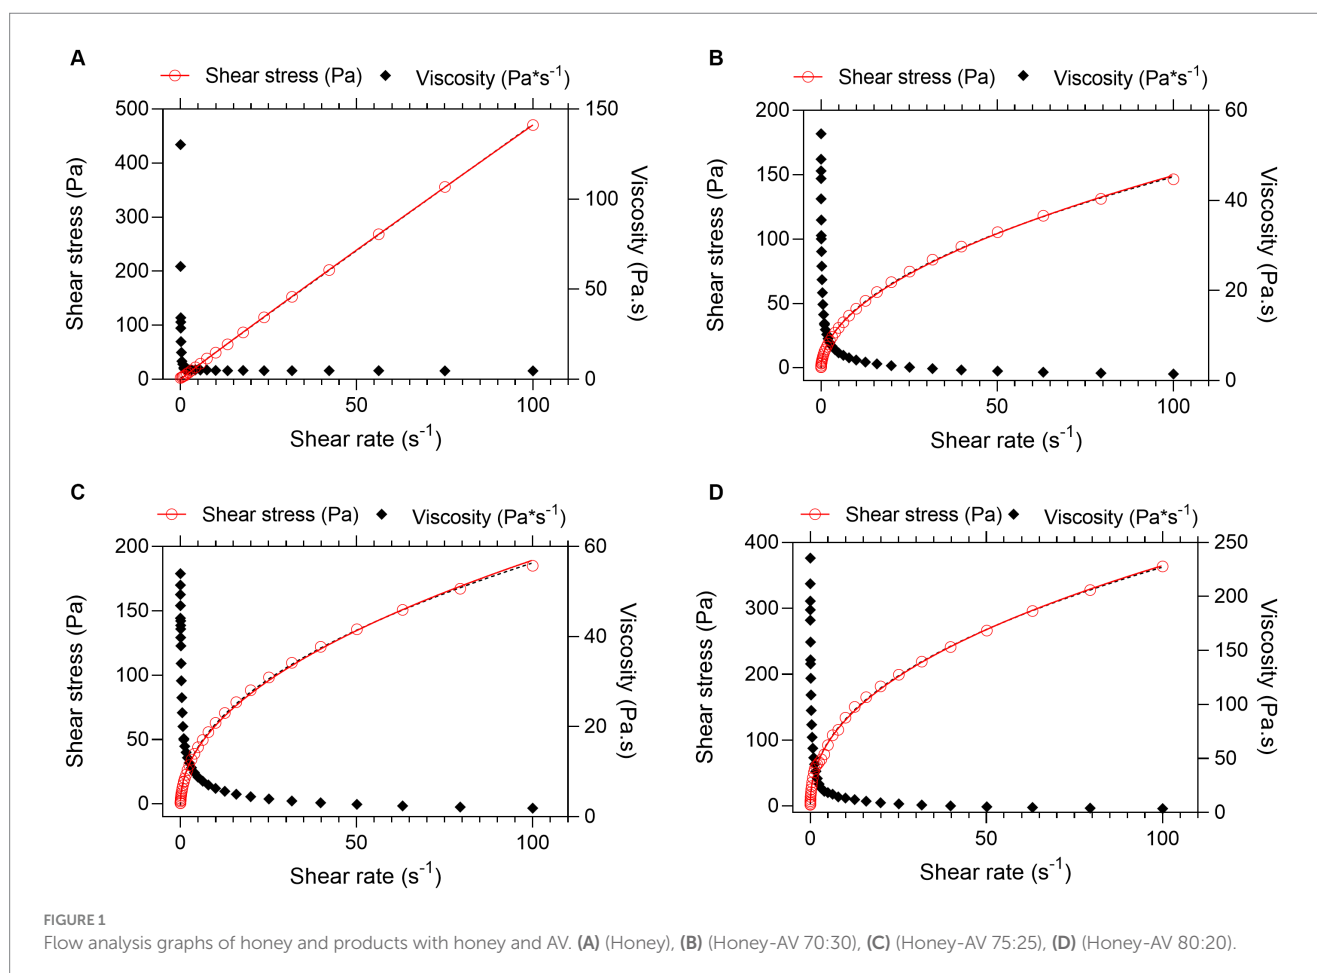 A
Shear stress (Pa) Viscosity (Pa*s-1)
500
400
300
200
100
0
Shear stress (Pa)
150
100
50
0
Viscosity (Pa.s)
0 50 100
Shear rate (s-1)
B
Shear stress (Pa) Viscosity (Pa*s-1)
200
150
100
50
0
Shear stress (Pa)
60
40
20
0
Viscosity (Pa.s)
0 50 100
Shear rate (s-1)
C
Shear stress (Pa) Viscosity (Pa*s-1)
200
150
100
50
0
Shear stress (Pa)
60
40
20
0
Viscosity (Pa.s)
0 50 100
Shear rate (s-1)
D
Shear stress (Pa) Viscosity (Pa*s-1)
400
300
200
100
0
Shear stress (Pa)
250
200
150
100
50
0
Viscosity (Pa.s)
0 50 100
Shear rate (s-1)
FIGURE 1
Flow analysis graphs of honey and products with honey and AV. (A) (Honey), (B) (Honey-AV 70:30), (C) (Honey-AV 75:25), (D) (Honey-AV 80:20).